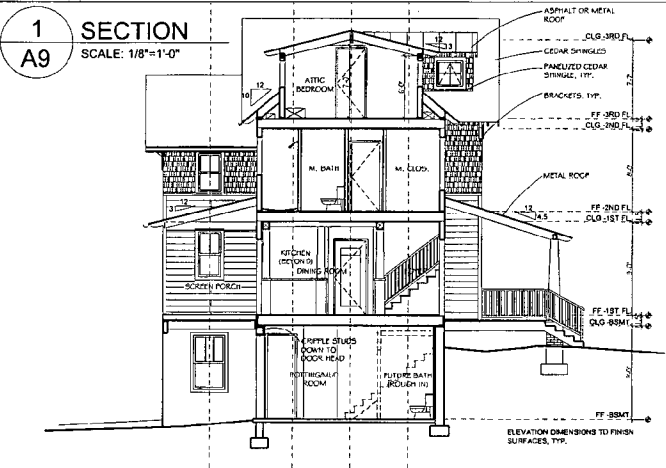 1
A9
SECTION
SCALE: 1/8"=1'-0"
ASPHALT OR METAL
ROOF
CLG-3RD FL
CEDAR SHINGLES
PANELIZED CEDAR
SHINGLE, TYP.
BRACKETS, TYP.
12
3
12
10
ATTIC
BEDROOM
FF-3RD FL
CLG-2ND FL
M. BATH
M. CLOS.
METAL ROOF
12
3
12
4.5
FF-2ND FL
CLG-1ST FL
KITCHEN
(BEYOND)
DINING ROOM
SCREEN PORCH
FF-1ST FL
CLG-BSMT
CRIPPLE STUDS
DOWN TO
DOOR HEAD
ROOM
FUTURE BATH
(ROUGH IN)
FF-BSMT
ELEVATION DIMENSIONS TO FINISH
SURFACES, TYP.